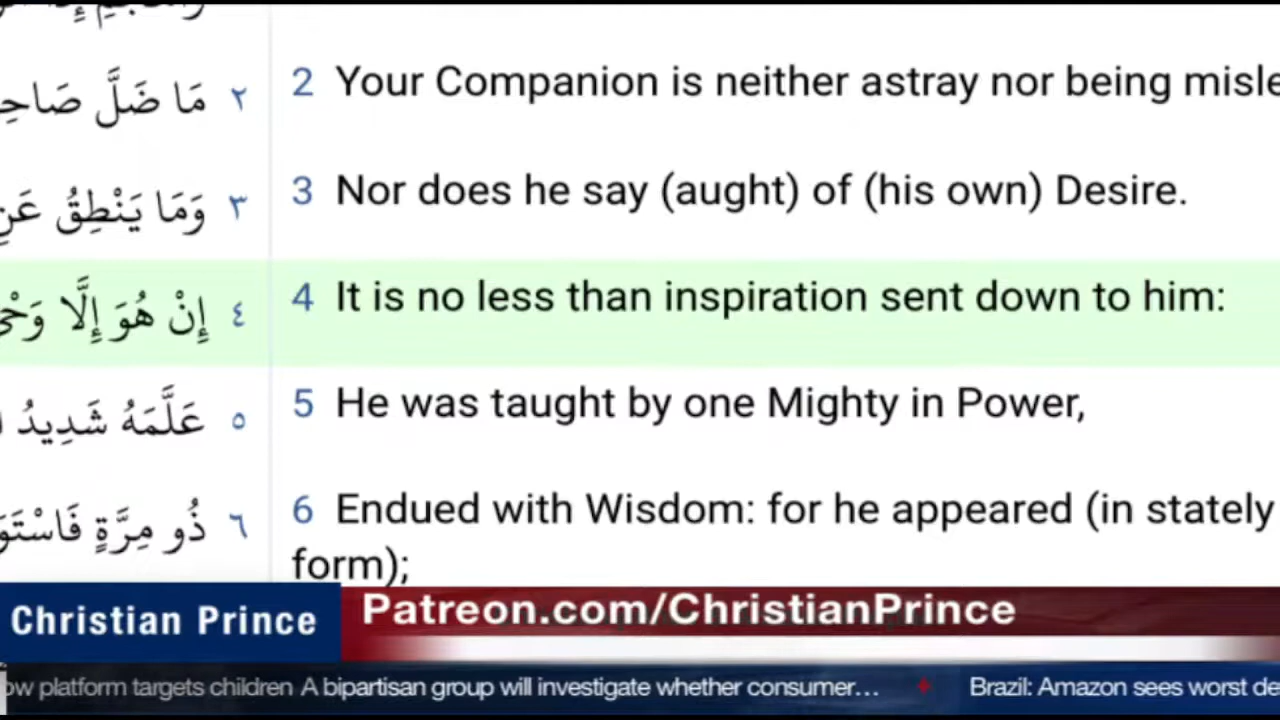 ٢ مَا ضَلَّ
2 Your Companion is neither astray nor being
٣ وَمَا يَنْطِقُ
3 Nor does he say (aught) of (his own) Desire.
٤ إِنْ هُوَ إِلَّا
4 It is no less than inspiration sent down to him:
٥ عَلَّمَهُ شَدِيدُ
5 He was taught by one Mighty in Power,
٦ ذُو مِرَّةٍ
6 Endued with Wisdom: for he appeared (in stately
form);
Christian Prince
Patreon.com/ChristianPrince
platform targets children A bipartisan group will investigate whether consumer... Brazil: Amazon sees worst